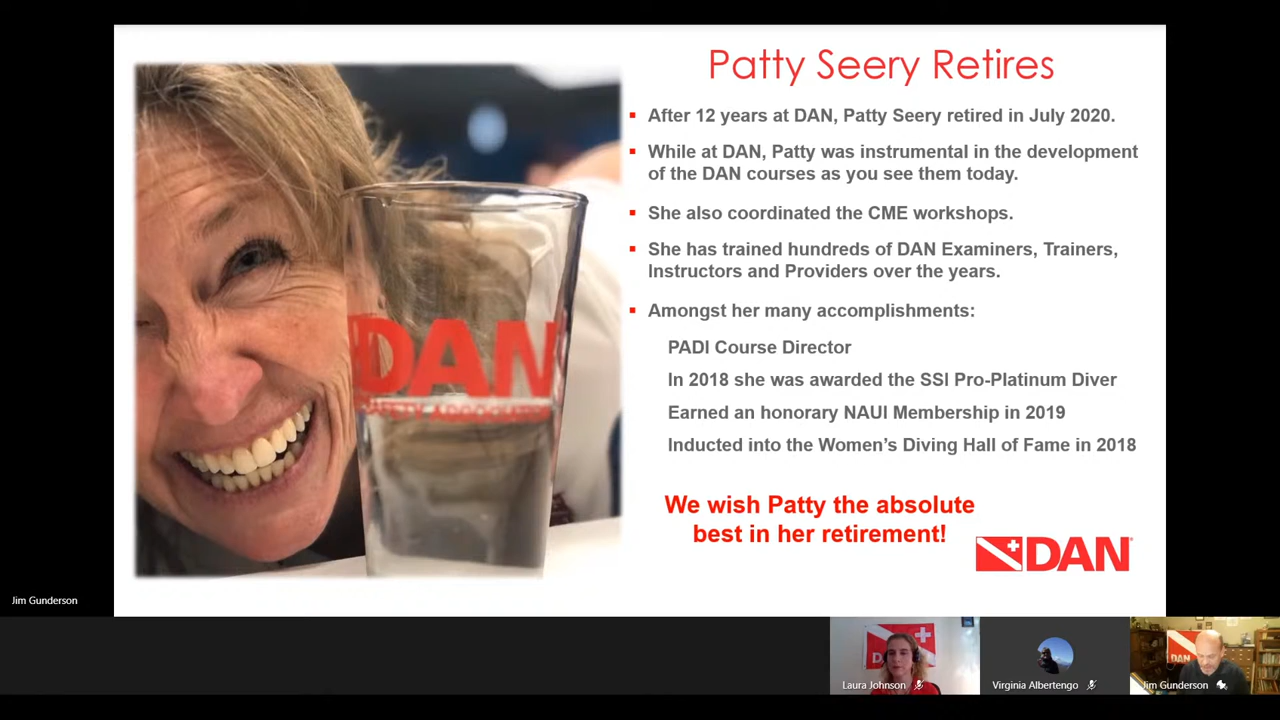 Patty Seery Retires
After 12 years at DAN, Patty Seery retired in July 2020.
While at DAN, Patty was instrumental in the development
of the DAN courses as you see them today.
She also coordinated the CME workshops.
She has trained hundreds of DAN Examiners, Trainers,
Instructors and Providers over the years.
Amongst her many accomplishments:
PADI Course Director
In 2018 she was awarded the SSI Pro-Platinum Diver
Earned an honorary NAUI Membership in 2019
Inducted into the Women's Diving Hall of Fame in 2018
We wish Patty the absolute
best in her retirement!
DAN
DAN
Jim Gunderson
Laura Johnson
Virginia Albertengo
Jim Gunderson
DAN